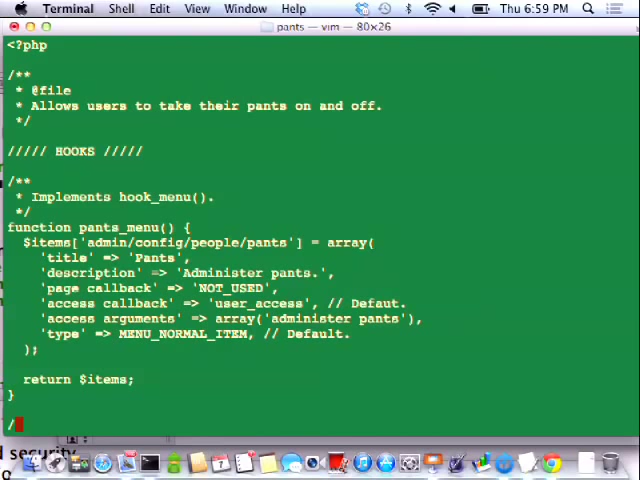 Terminal Shell Edit View Window Help Thu 6:59 PM
pants — vim — 80×26
<?php
/**
 * @file
 * Allows users to take their pants on and off.
 */
///// HOOKS /////
/**
 * Implements hook_menu().
 */
function pants_menu() {
  $items['admin/config/people/pants'] = array(
    'title' => 'Pants',
    'description' => 'Administer pants.',
    'page callback' => 'NOT_USED',
    'access callback' => 'user_access', // Defaut.
    'access arguments' => array('administer pants'),
    'type' => MENU_NORMAL_ITEM, // Default.
  );
  return $items;
}
/
d security